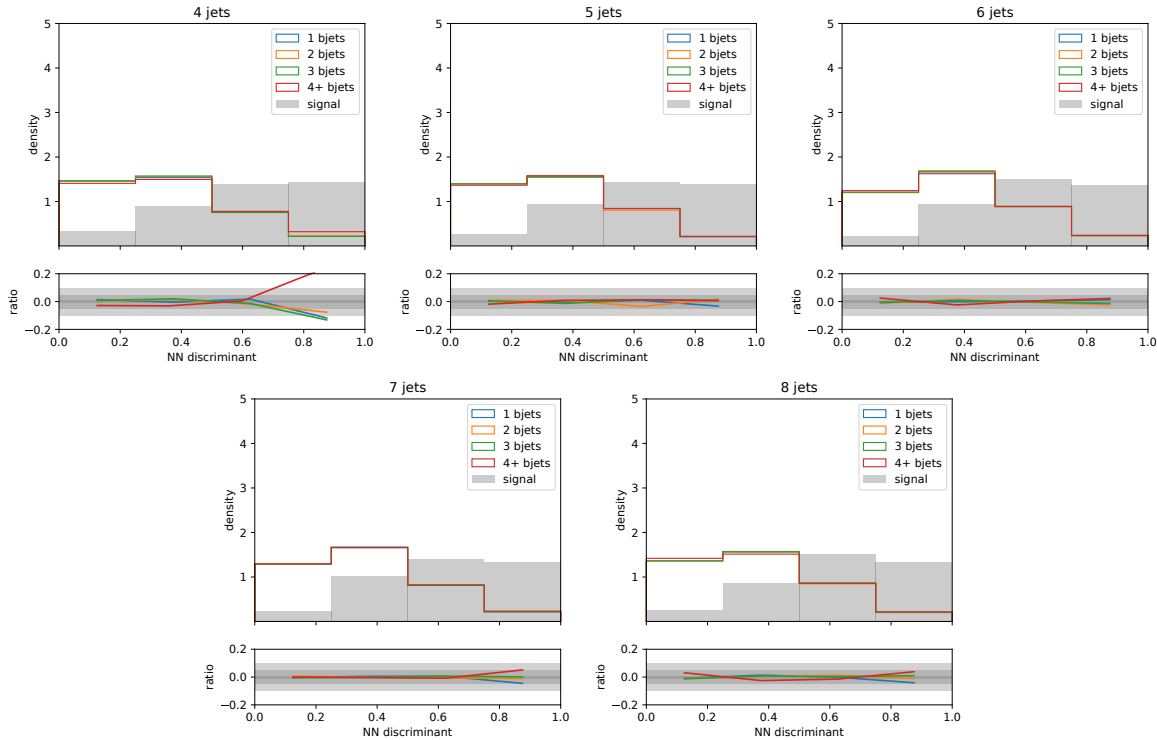 4 jets
5
4
3
2
1
density
1 bjets
2 bjets
3 bjets
4+ bjets
signal
0.2
0.0
−0.2
ratio
0.0 0.2 0.4 0.6 0.8 1.0
NN discriminant
5 jets
5
4
3
2
1
density
1 bjets
2 bjets
3 bjets
4+ bjets
signal
0.2
0.0
−0.2
ratio
0.0 0.2 0.4 0.6 0.8 1.0
NN discriminant
6 jets
5
4
3
2
1
density
1 bjets
2 bjets
3 bjets
4+ bjets
signal
0.2
0.0
−0.2
ratio
0.0 0.2 0.4 0.6 0.8 1.0
NN discriminant
7 jets
5
4
3
2
1
density
1 bjets
2 bjets
3 bjets
4+ bjets
signal
0.2
0.0
−0.2
ratio
0.0 0.2 0.4 0.6 0.8 1.0
NN discriminant
8 jets
5
4
3
2
1
density
1 bjets
2 bjets
3 bjets
4+ bjets
signal
0.2
0.0
−0.2
ratio
0.0 0.2 0.4 0.6 0.8 1.0
NN discriminant